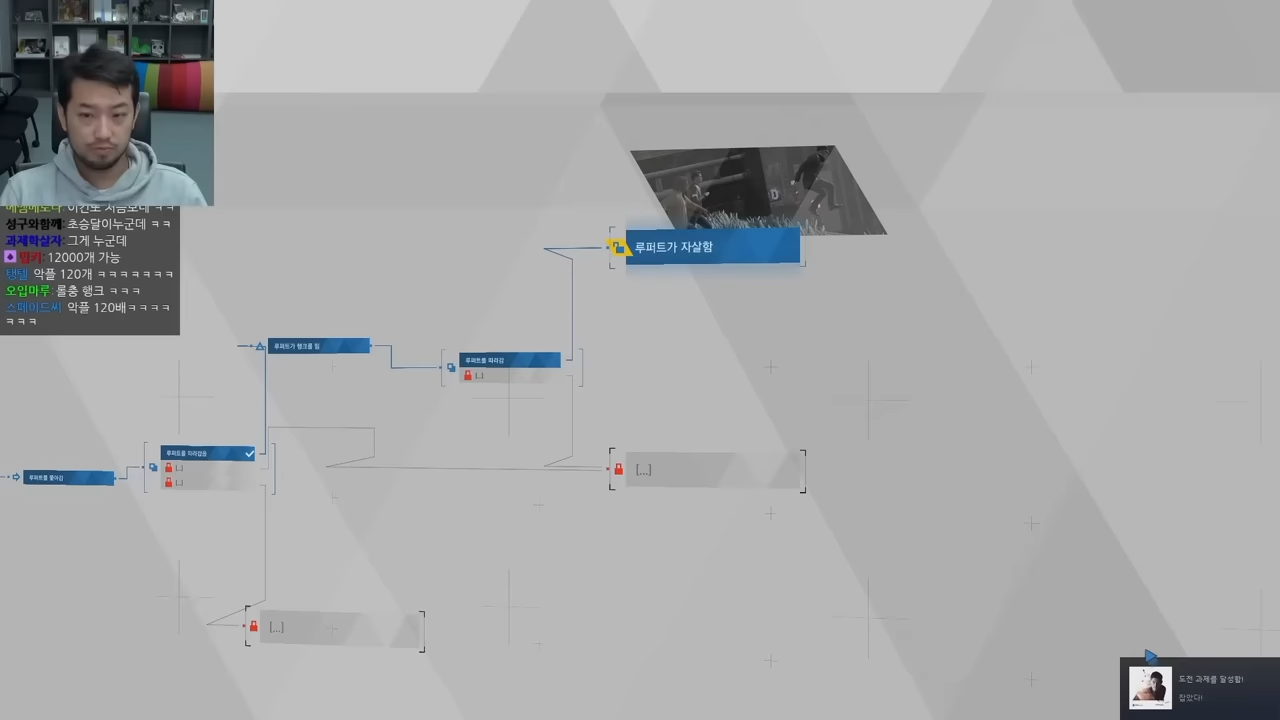 성구와함께: 초승달이누군데 ㅋㅋ
과제학살자: 그게 누군데
밈키: 12000개 가능
탱텔: 악플 120개 ㅋㅋㅋㅋㅋㅋㅋ
오입마루: 롤충 행크 ㅋㅋㅋ
스페이드씨: 악플 120배ㅋㅋㅋㅋ
ㅋㅋㅋ
루퍼트가 자살함
루퍼트가 행크를 밈
루퍼트를 따라감
[...]
루퍼트를 따라잡음
[...]
[...]
루퍼트를 쫓아감
[...]
[...]
도전 과제를 달성함!
잡았다!